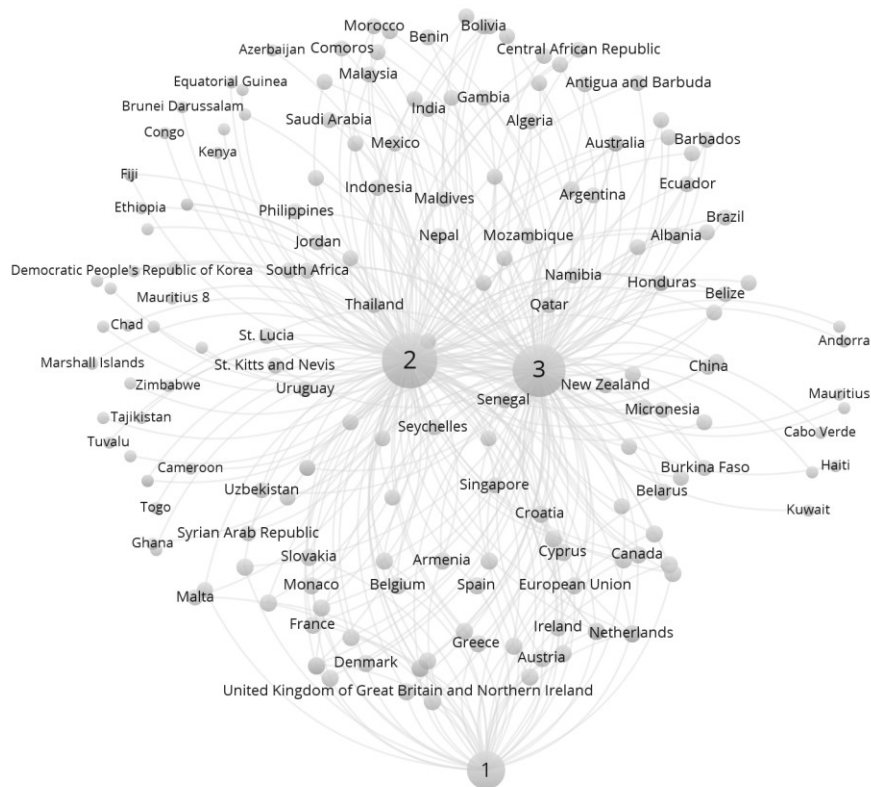 Morocco
Bolivia
Benin
Azerbaijan
Comoros
Central African Republic
Malaysia
Equatorial Guinea
Antigua and Barbuda
Gambia
Brunei Darussalam
India
Saudi Arabia
Algeria
Congo
Barbados
Mexico
Australia
Kenya
Fiji
Indonesia
Ecuador
Maldives
Argentina
Ethiopia
Philippines
Brazil
Jordan
Nepal
Mozambique
Albania
Democratic People's Republic of Korea
South Africa
Namibia
Honduras
Mauritius 8
Thailand
Qatar
Belize
Chad
St. Lucia
Andorra
Marshall Islands
St. Kitts and Nevis
2
3
China
Zimbabwe
Uruguay
New Zealand
Senegal
Mauritius
Micronesia
Tajikistan
Seychelles
Cabo Verde
Tuvalu
Cameroon
Burkina Faso
Haiti
Uzbekistan
Singapore
Belarus
Togo
Croatia
Kuwait
Syrian Arab Republic
Ghana
Slovakia
Armenia
Cyprus
Canada
Monaco
Belgium
Spain
European Union
Malta
France
Ireland
Netherlands
Greece
Denmark
Austria
United Kingdom of Great Britain and Northern Ireland
1